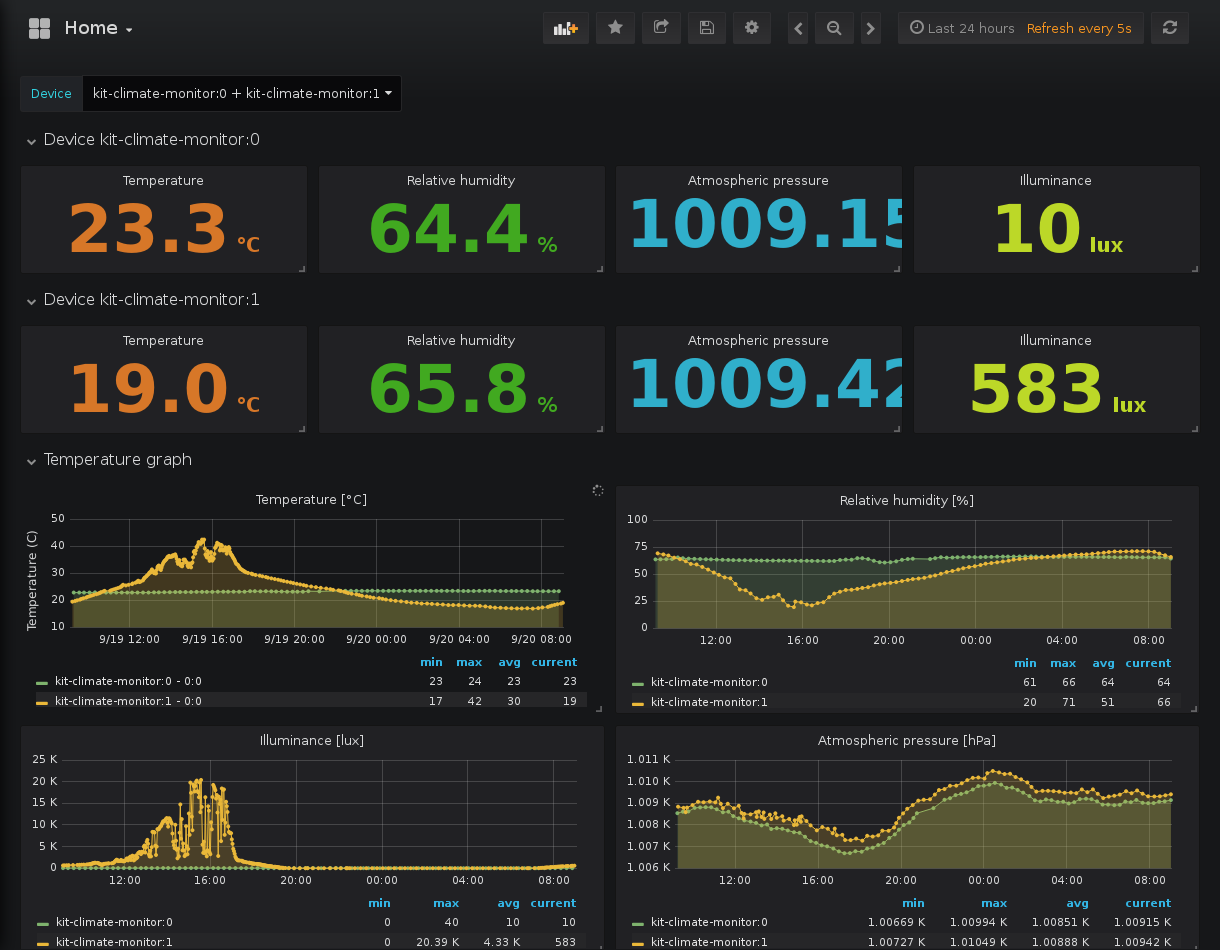 Home
Last 24 hours Refresh every 5s
Device kit-climate-monitor:0 + kit-climate-monitor:1
Device kit-climate-monitor:0
Temperature Relative humidity Atmospheric pressure Illuminance
23.3 °C 64.4 % 1009.15 10 lux
Device kit-climate-monitor:1
Temperature Relative humidity Atmospheric pressure Illuminance
19.0 °C 65.8 % 1009.42 583 lux
Temperature graph
Temperature [°C]
Temperature (C)
50
40
30
20
10
9/19 12:00 9/19 16:00 9/19 20:00 9/20 00:00 9/20 04:00 9/20 08:00
min max avg current
kit-climate-monitor:0 - 0:0 23 24 23 23
kit-climate-monitor:1 - 0:0 17 42 30 19
Relative humidity [%]
100
75
50
25
0
12:00 16:00 20:00 00:00 04:00 08:00
min max avg current
kit-climate-monitor:0 61 66 64 64
kit-climate-monitor:1 20 71 51 66
Illuminance [lux]
25 K
20 K
15 K
10 K
5 K
0
12:00 16:00 20:00 00:00 04:00 08:00
min max avg current
kit-climate-monitor:0 0 40 10 10
kit-climate-monitor:1 0 20.39 K 4.33 K 583
Atmospheric pressure [hPa]
1.011 K
1.010 K
1.009 K
1.008 K
1.007 K
1.006 K
12:00 16:00 20:00 00:00 04:00 08:00
min max avg current
kit-climate-monitor:0 1.00669 K 1.00994 K 1.00851 K 1.00915 K
kit-climate-monitor:1 1.00727 K 1.01049 K 1.00888 K 1.00942 K